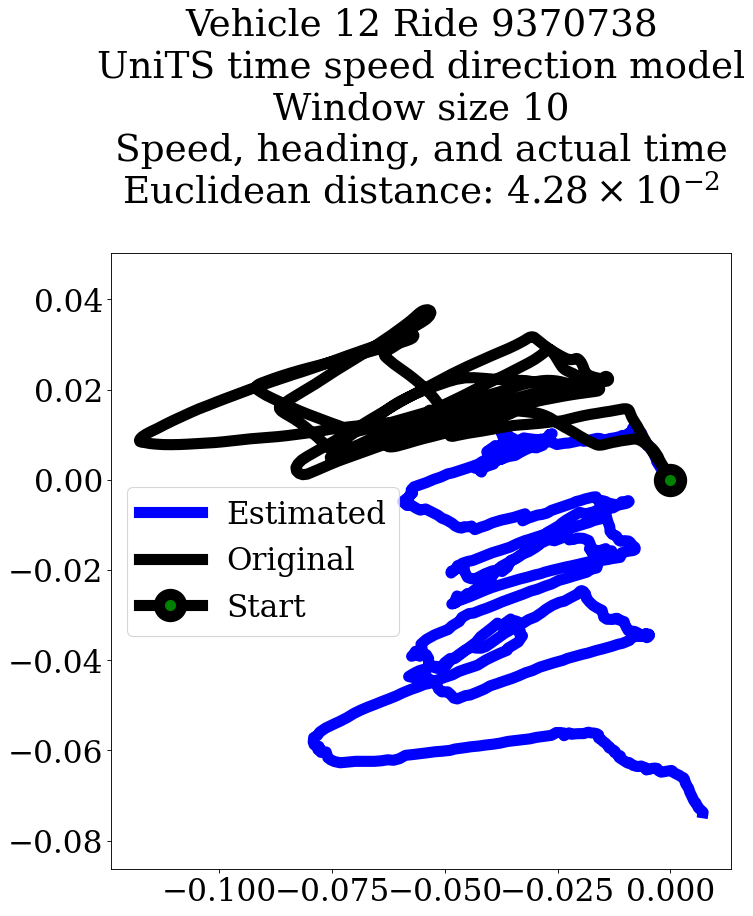 Vehicle 12 Ride 9370738
UniTS time speed direction model
Window size 10
Speed, heading, and actual time
Euclidean distance: 4.28 × 10⁻²
0.04
0.02
0.00
−0.02
−0.04
−0.06
−0.08
Estimated
Original
Start
−0.100 −0.075 −0.050 −0.025 0.000